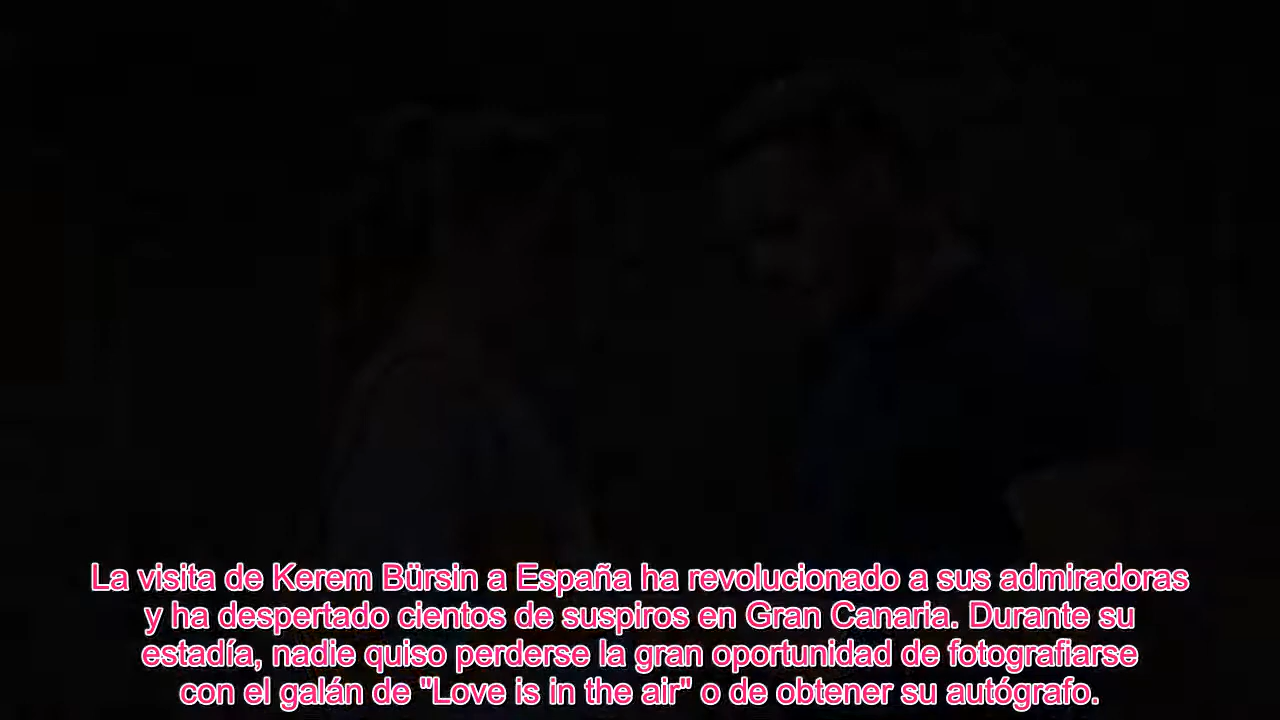 La visita de Kerem Bürsin a España ha revolucionado a sus admiradoras
y ha despertado cientos de suspiros en Gran Canaria. Durante su
estadía, nadie quiso perderse la gran oportunidad de fotografiarse
con el galán de "Love is in the air" o de obtener su autógrafo.